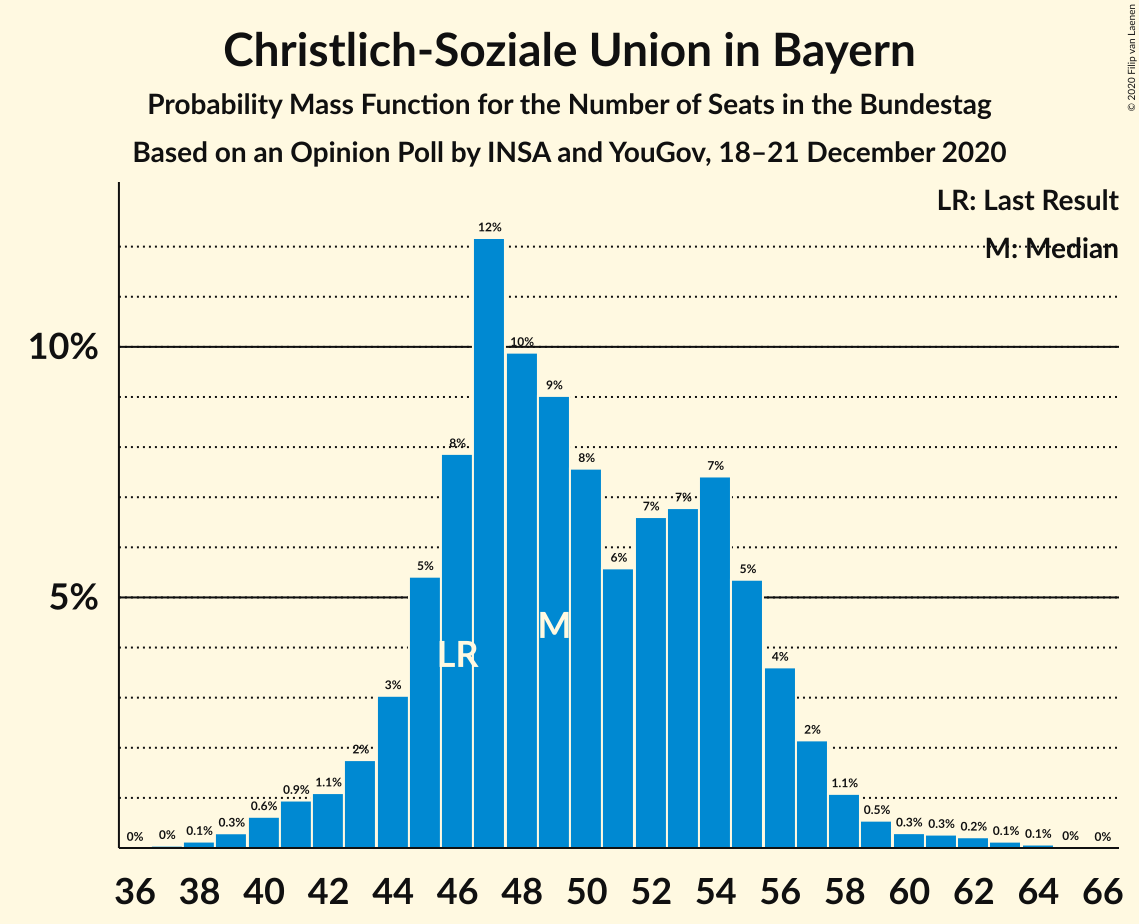 Christlich-Soziale Union in Bayern
Probability Mass Function for the Number of Seats in the Bundestag
Based on an Opinion Poll by INSA and YouGov, 18–21 December 2020
© 2020 Filip van Laenen
LR: Last Result
M: Median
10%
5%
0% 0% 0.1% 0.3% 0.6% 0.9% 1.1% 2% 3% 5% 8% 12% 10% 9% 8% 6% 7% 7% 7% 5% 4% 2% 1.1% 0.5% 0.3% 0.3% 0.2% 0.1% 0.1% 0% 0%
LR M
36 38 40 42 44 46 48 50 52 54 56 58 60 62 64 66